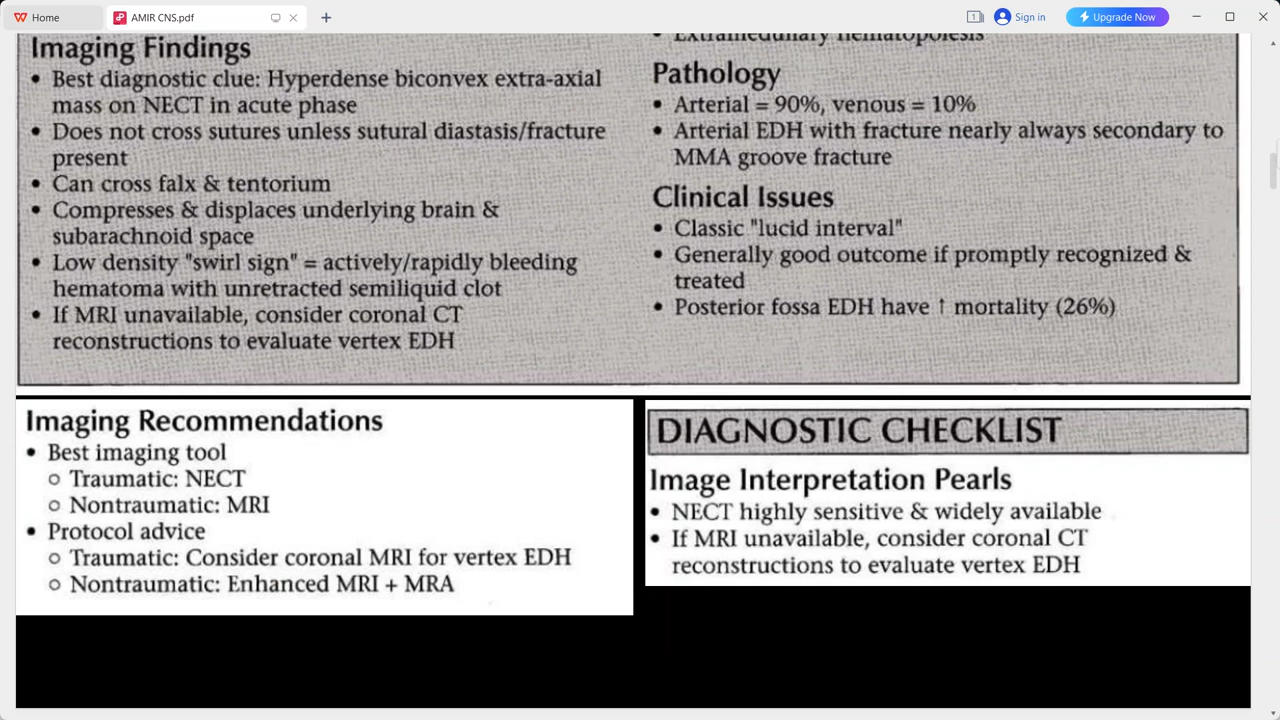 Home
AMIR CNS.pdf
1
Sign in
Upgrade Now
Imaging Findings
• Best diagnostic clue: Hyperdense biconvex extra-axial
mass on NECT in acute phase
• Does not cross sutures unless sutural diastasis/fracture
present
• Can cross falx & tentorium
• Compresses & displaces underlying brain &
subarachnoid space
• Low density "swirl sign" = actively/rapidly bleeding
hematoma with unretracted semiliquid clot
• If MRI unavailable, consider coronal CT
reconstructions to evaluate vertex EDH
• Extramedullary hematopoiesis
Pathology
• Arterial = 90%, venous = 10%
• Arterial EDH with fracture nearly always secondary to
MMA groove fracture
Clinical Issues
• Classic "lucid interval"
• Generally good outcome if promptly recognized &
treated
• Posterior fossa EDH have ↑ mortality (26%)
Imaging Recommendations
• Best imaging tool
○ Traumatic: NECT
○ Nontraumatic: MRI
• Protocol advice
○ Traumatic: Consider coronal MRI for vertex EDH
○ Nontraumatic: Enhanced MRI + MRA
DIAGNOSTIC CHECKLIST
Image Interpretation Pearls
• NECT highly sensitive & widely available
• If MRI unavailable, consider coronal CT
reconstructions to evaluate vertex EDH